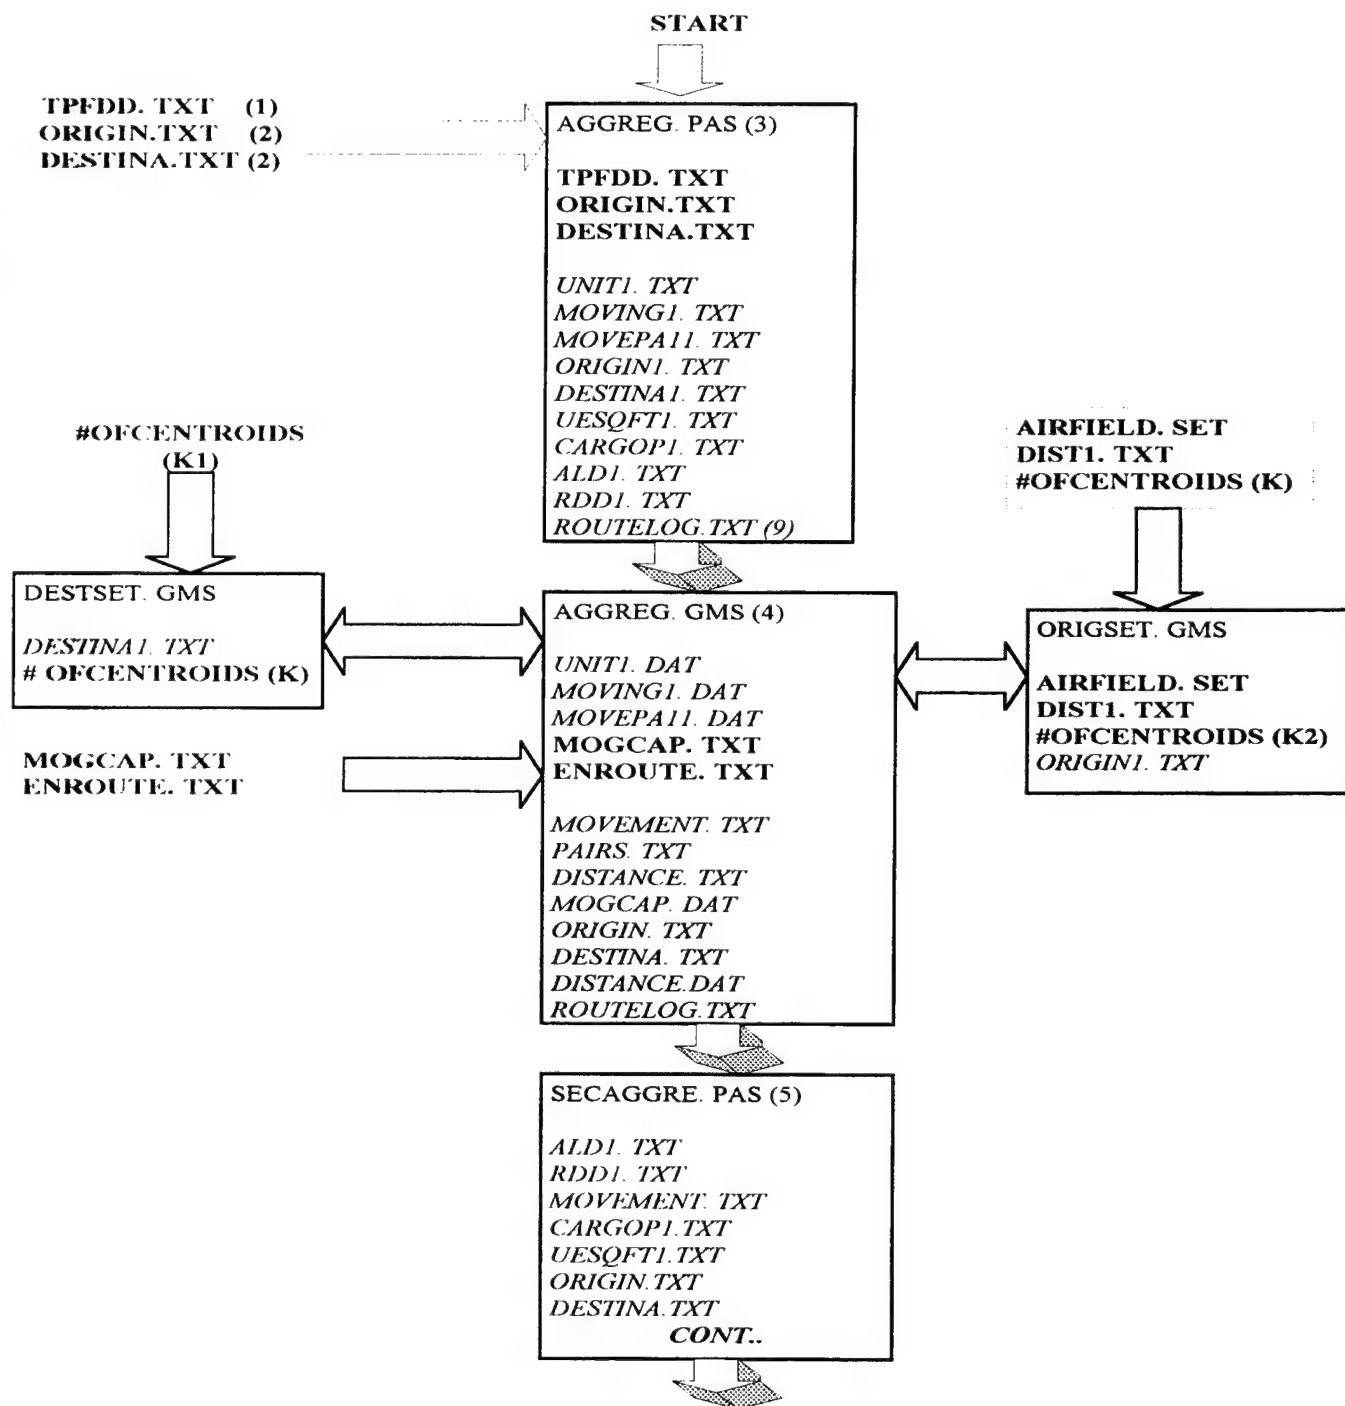 START
TPFDD. TXT (1)
ORIGIN.TXT (2)
DESTINA.TXT (2)
AGGREG. PAS (3)
TPFDD. TXT
ORIGIN.TXT
DESTINA.TXT
UNIT1. TXT
MOVING1. TXT
MOVEPA11. TXT
ORIGIN1. TXT
DESTINA1. TXT
UESQFT1. TXT
CARGOP1. TXT
ALD1. TXT
RDD1. TXT
ROUTELOG.TXT (9)
#OFCENTROIDS
(K1)
AIRFIELD. SET
DIST1. TXT
#OFCENTROIDS (K)
DESTSET. GMS
DESTINA1. TXT
# OFCENTROIDS (K)
MOGCAP. TXT
ENROUTE. TXT
AGGREG. GMS (4)
UNIT1. DAT
MOVING1. DAT
MOVEPA11. DAT
MOGCAP. TXT
ENROUTE. TXT
MOVEMENT. TXT
PAIRS. TXT
DISTANCE. TXT
MOGCAP. DAT
ORIGIN. TXT
DESTINA. TXT
DISTANCE.DAT
ROUTELOG.TXT
ORIGSET. GMS
AIRFIELD. SET
DIST1. TXT
#OFCENTROIDS (K2)
ORIGIN1. TXT
SECAGGRE. PAS (5)
ALD1. TXT
RDD1. TXT
MOVEMENT. TXT
CARGOP1.TXT
UESQFT1.TXT
ORIGIN.TXT
DESTINA.TXT
CONT..